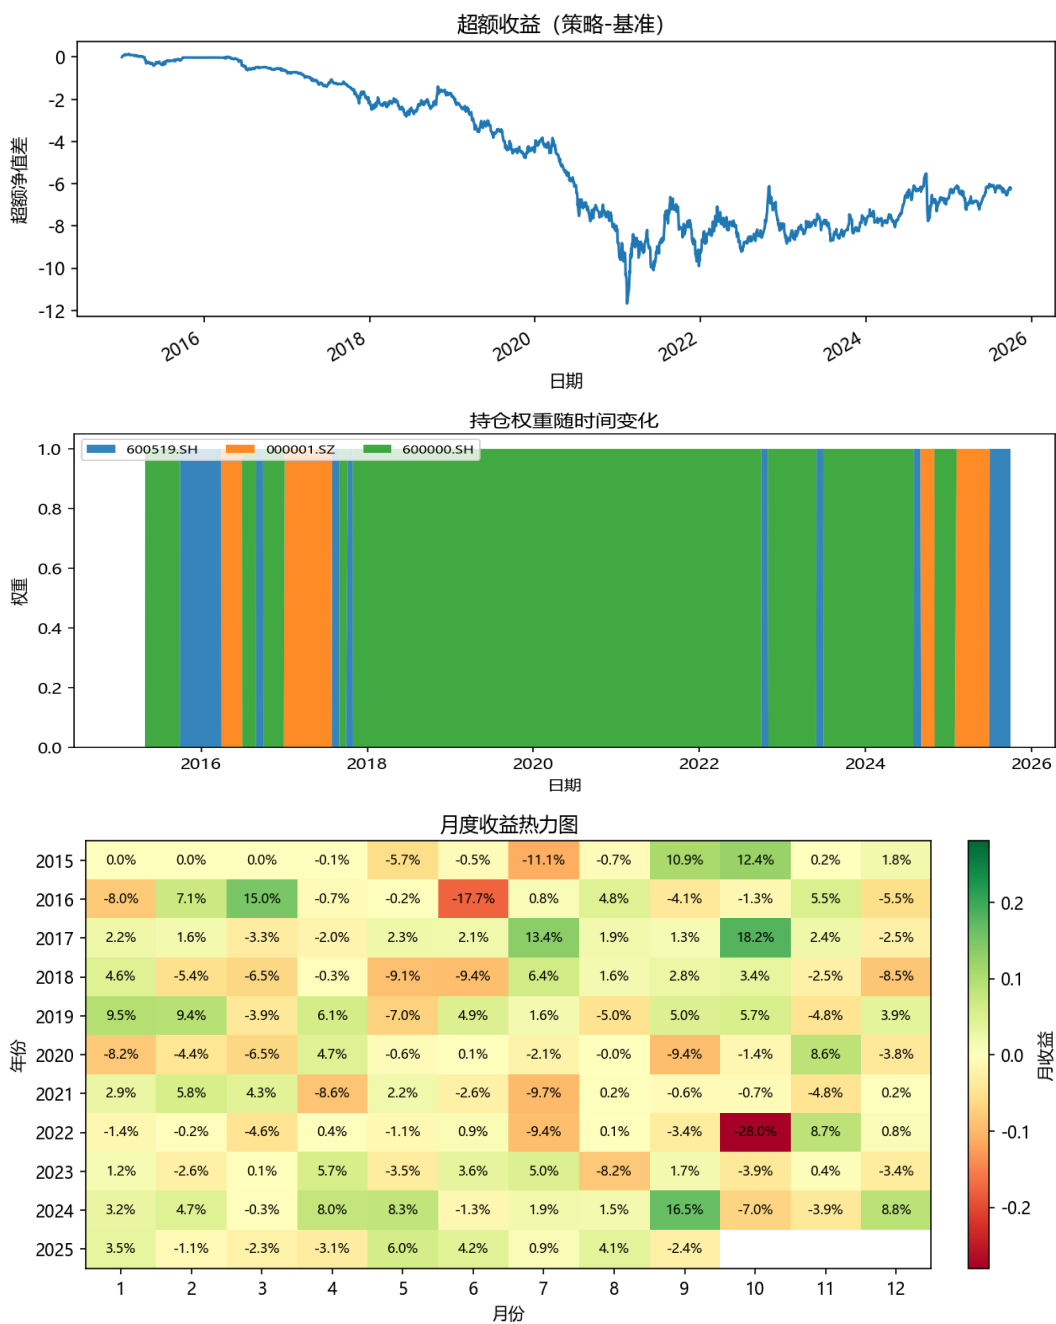 超额收益（策略-基准）
0
-2
-4
-6
-8
-10
-12
超额净值差
2016 2018 2020 2022 2024 2026
日期
持仓权重随时间变化
600519.SH 000001.SZ 600000.SH
1.0
0.8
0.6
0.4
0.2
0.0
权重
2016 2018 2020 2022 2024 2026
日期
月度收益热力图
2015 0.0% 0.0% 0.0% -0.1% -5.7% -0.5% -11.1% -0.7% 10.9% 12.4% 0.2% 1.8%
2016 -8.0% 7.1% 15.0% -0.7% -0.2% -17.7% 0.8% 4.8% -4.1% -1.3% 5.5% -5.5%
2017 2.2% 1.6% -3.3% -2.0% 2.3% 2.1% 13.4% 1.9% 1.3% 18.2% 2.4% -2.5%
2018 4.6% -5.4% -6.5% -0.3% -9.1% -9.4% 6.4% 1.6% 2.8% 3.4% -2.5% -8.5%
2019 9.5% 9.4% -3.9% 6.1% -7.0% 4.9% 1.6% -5.0% 5.0% 5.7% -4.8% 3.9%
2020 -8.2% -4.4% -6.5% 4.7% -0.6% 0.1% -2.1% -0.0% -9.4% -1.4% 8.6% -3.8%
2021 2.9% 5.8% 4.3% -8.6% 2.2% -2.6% -9.7% 0.2% -0.6% -0.7% -4.8% 0.2%
2022 -1.4% -0.2% -4.6% 0.4% -1.1% 0.9% -9.4% 0.1% -3.4% -28.0% 8.7% 0.8%
2023 1.2% -2.6% 0.1% 5.7% -3.5% 3.6% 5.0% -8.2% 1.7% -3.9% 0.4% -3.4%
2024 3.2% 4.7% -0.3% 8.0% 8.3% -1.3% 1.9% 1.5% 16.5% -7.0% -3.9% 8.8%
2025 3.5% -1.1% -2.3% -3.1% 6.0% 4.2% 0.9% 4.1% -2.4%
年份
1 2 3 4 5 6 7 8 9 10 11 12
月份
0.2
0.1
0.0
-0.1
-0.2
月收益